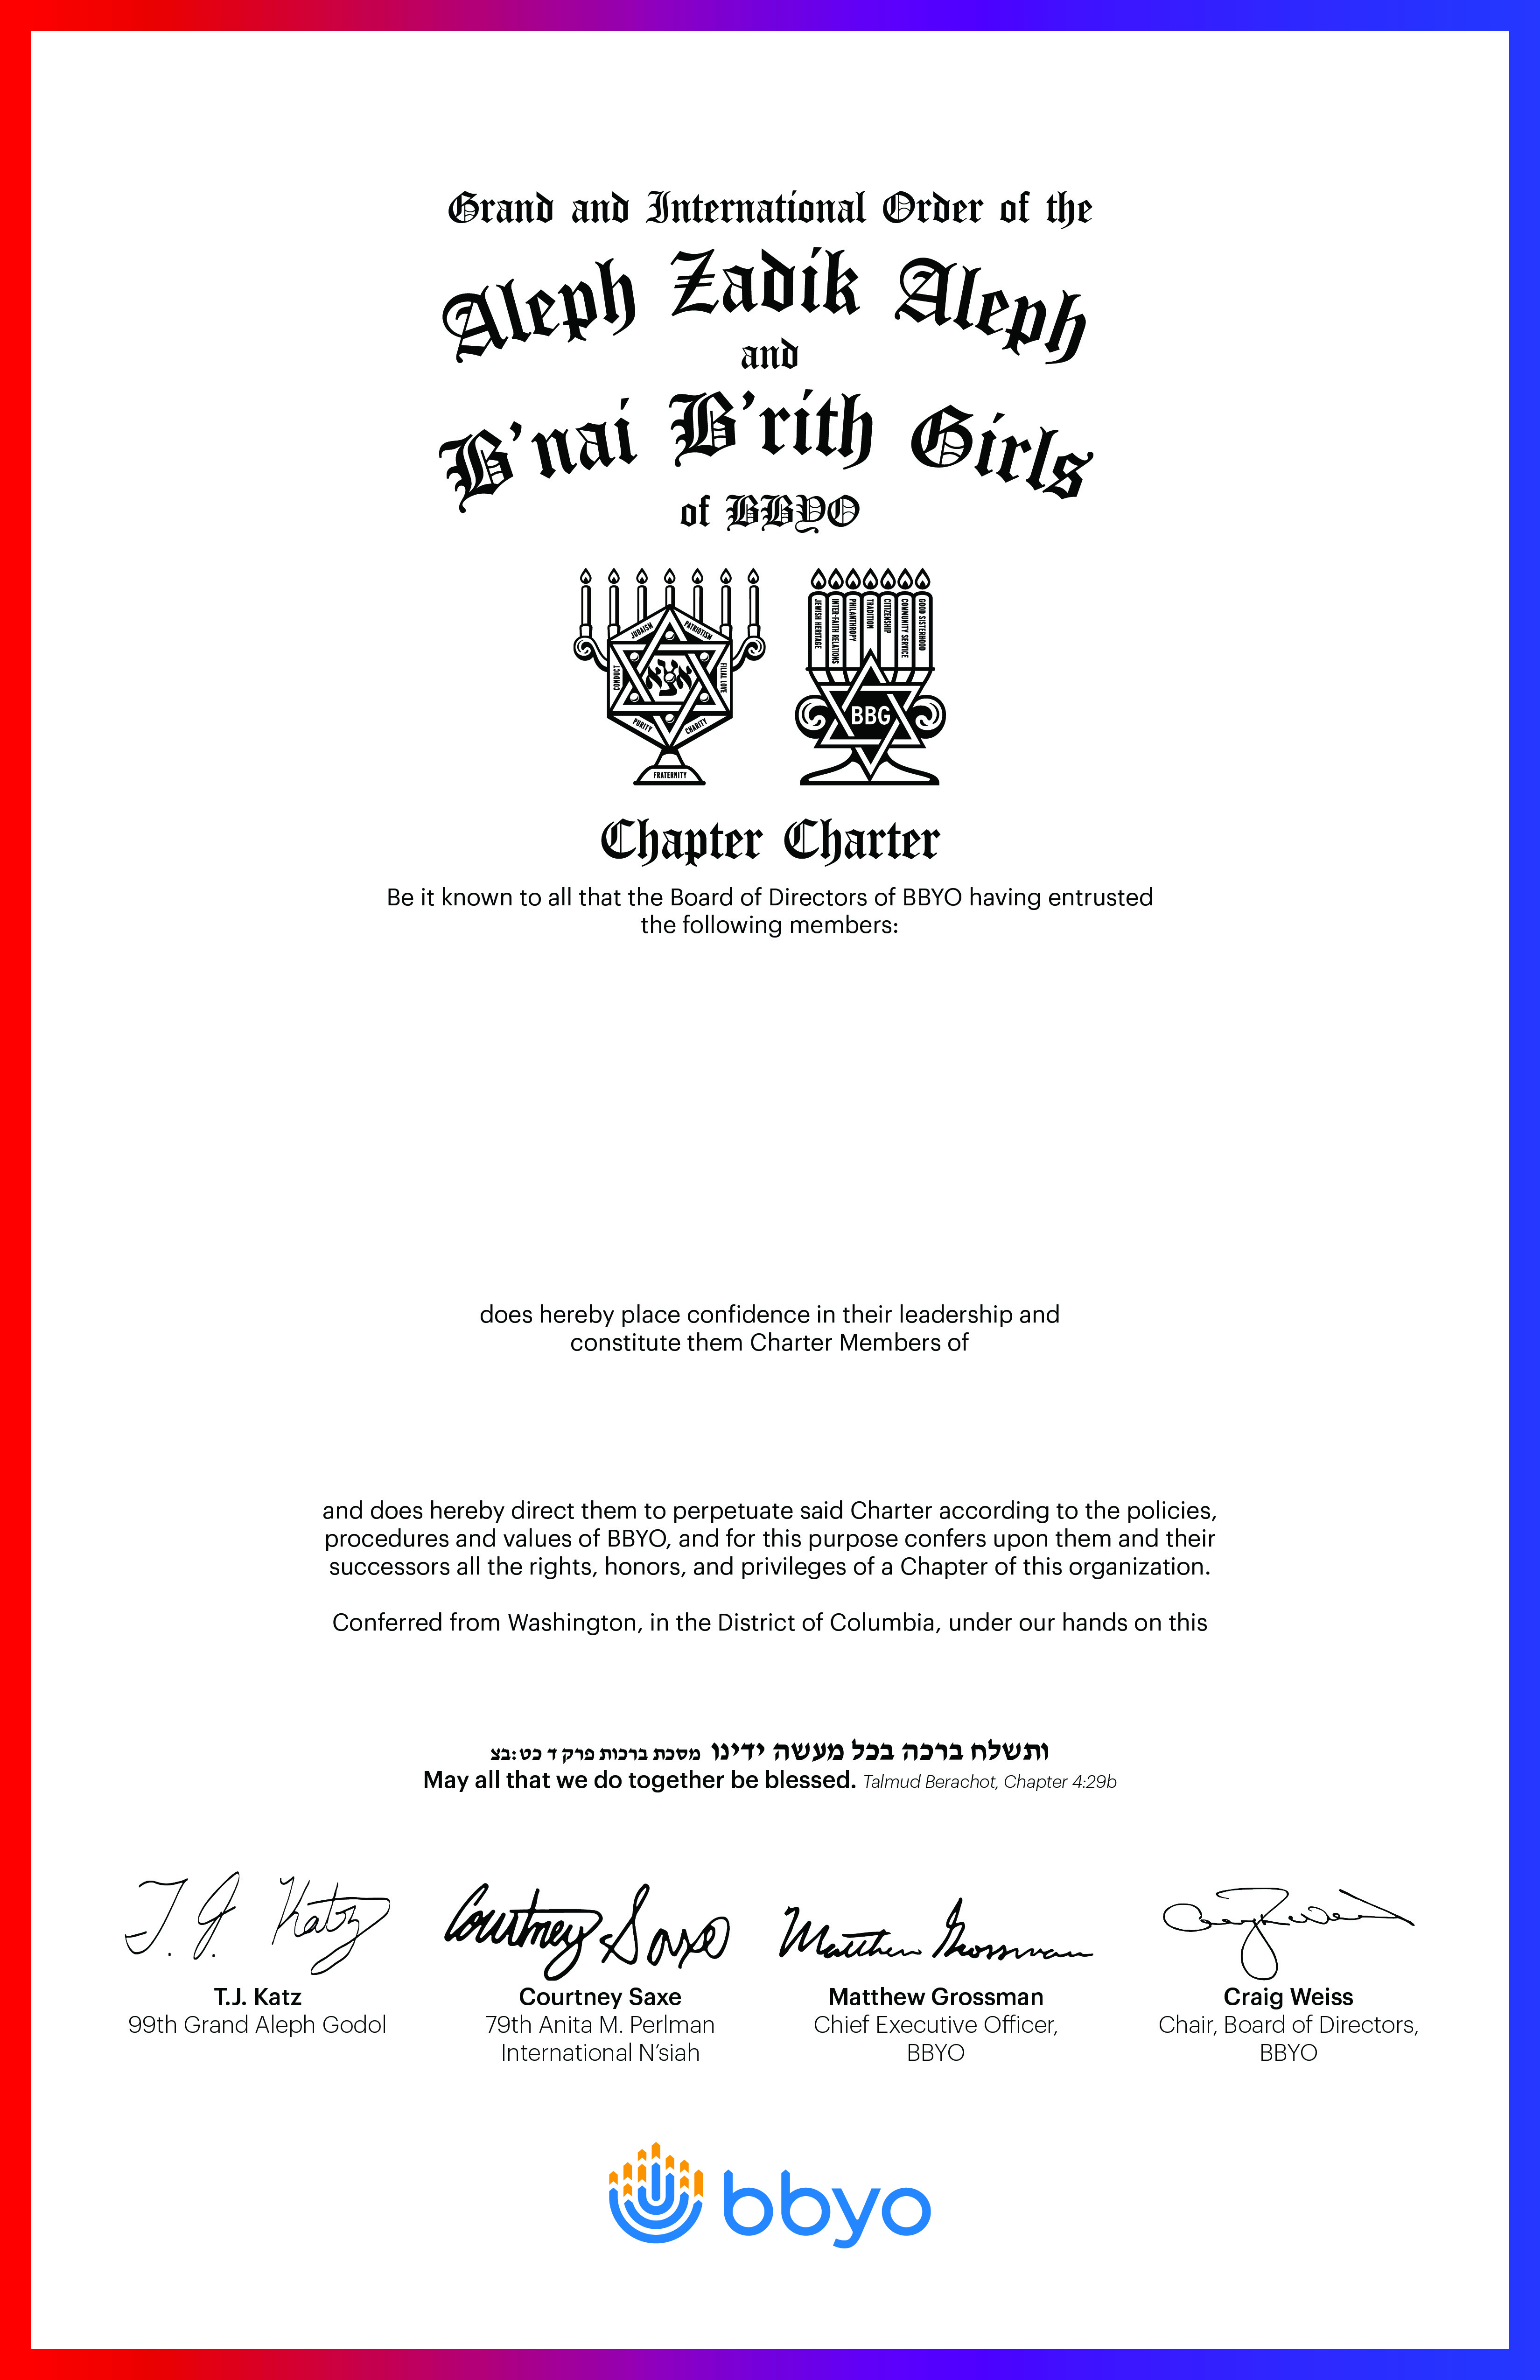 Grand and International Order of the
Aleph Zadik Aleph
and
B'nai B'rith Girls
of BBYO
JUDAISM
PATRIOTISM
CONDUCT
אצא
FILIAL LOVE
PURITY
CHARITY
FRATERNITY
JEWISH HERITAGE
INTER-FAITH RELATIONS
PHILANTHROPY
TRADITION
CITIZENSHIP
COMMUNITY SERVICE
GOOD SISTERHOOD
BBG
Chapter Charter
Be it known to all that the Board of Directors of BBYO having entrusted
the following members:
does hereby place confidence in their leadership and
constitute them Charter Members of
and does hereby direct them to perpetuate said Charter according to the policies,
procedures and values of BBYO, and for this purpose confers upon them and their
successors all the rights, honors, and privileges of a Chapter of this organization.
Conferred from Washington, in the District of Columbia, under our hands on this
ותשלח ברכה בכל מעשה ידינו מסכת ברכות פרק ד כט:בצ
May all that we do together be blessed. Talmud Berachot, Chapter 4:29b
T. J. Katz
Courtney Saxe
Matthew Grossman
Craig Weiss
T.J. Katz
99th Grand Aleph Godol
Courtney Saxe
79th Anita M. Perlman
International N'siah
Matthew Grossman
Chief Executive Officer,
BBYO
Craig Weiss
Chair, Board of Directors,
BBYO
bbyo